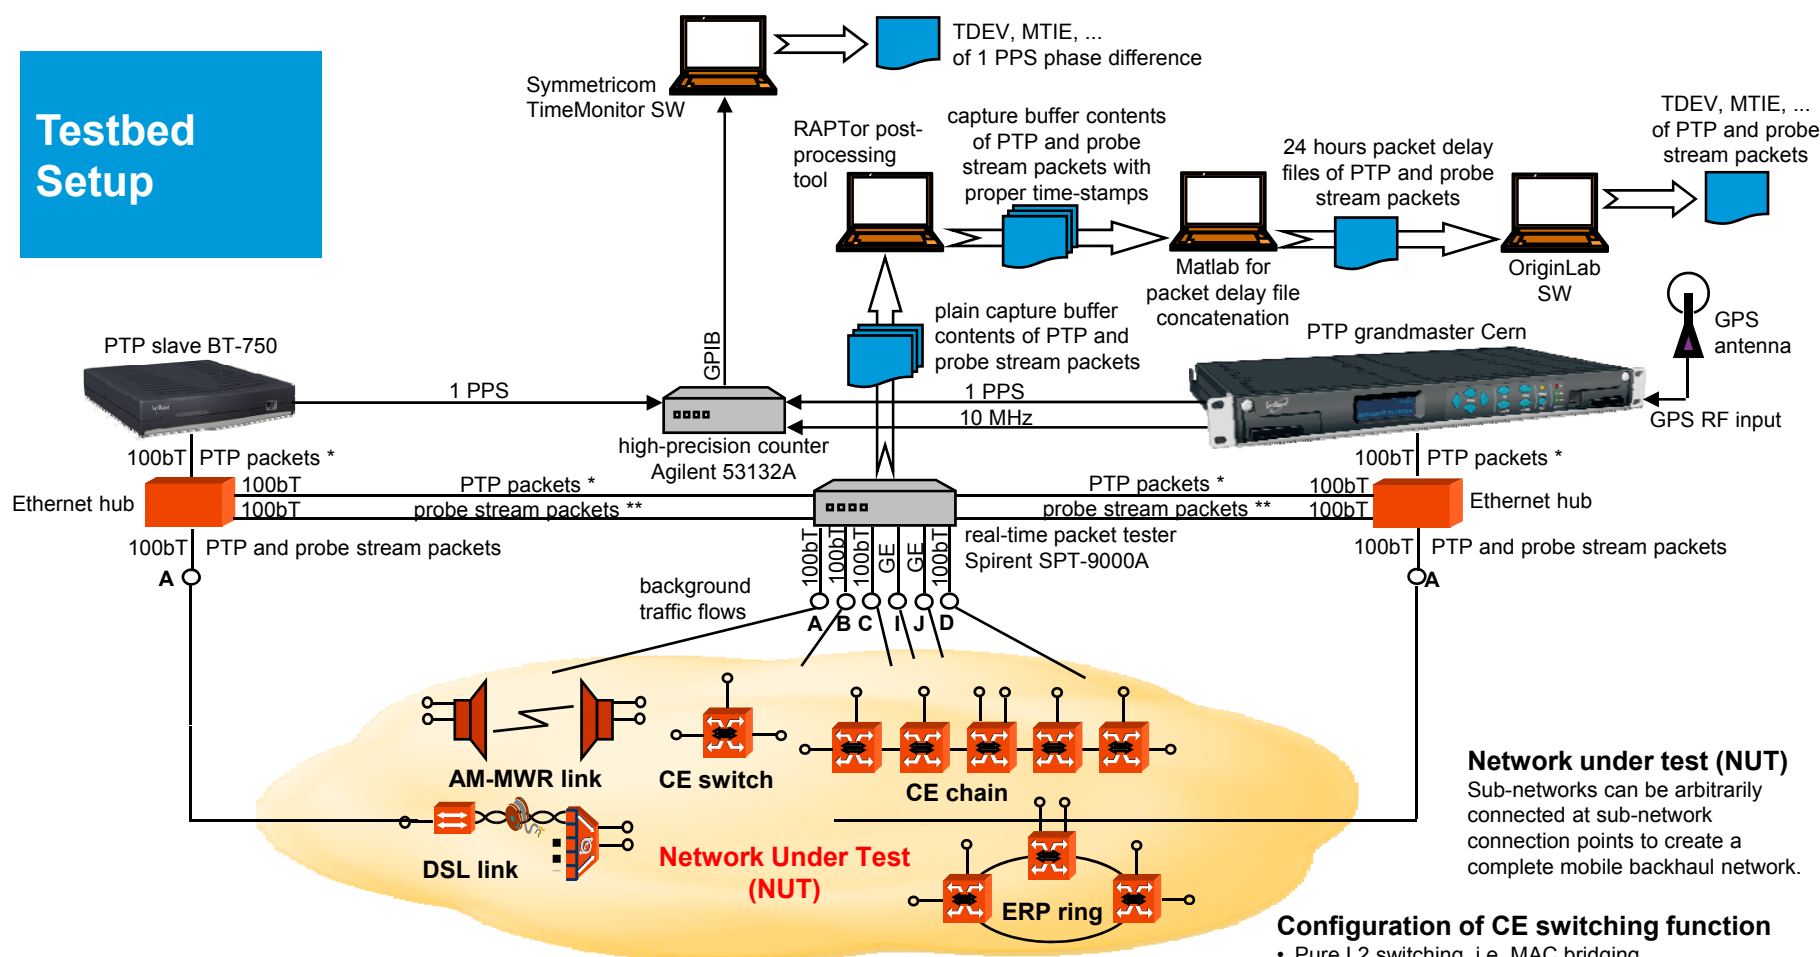 Testbed
Setup
Symmetricom
TimeMonitor SW
TDEV, MTIE, ...
of 1 PPS phase difference
RAPTor post-
processing
tool
capture buffer contents
of PTP and probe
stream packets with
proper time-stamps
24 hours packet delay
files of PTP and probe
stream packets
TDEV, MTIE, ...
of PTP and probe
stream packets
Matlab for
packet delay file
concatenation
OriginLab
SW
plain capture buffer
contents of PTP and
probe stream packets
GPIB
PTP slave BT-750
PTP grandmaster Cern
GPS
antenna
GPS RF input
1 PPS
1 PPS
10 MHz
high-precision counter
Agilent 53132A
100bT
PTP packets *
100bT
PTP packets *
Ethernet hub
100bT
PTP packets *
PTP packets *
100bT
Ethernet hub
100bT
probe stream packets **
probe stream packets **
100bT
100bT
PTP and probe stream packets
real-time packet tester
Spirent SPT-9000A
100bT
PTP and probe stream packets
A
A
100bT
100bT
100bT
GE
GE
100bT
background
traffic flows
A
B
C
I
J
D
AM-MWR link
CE switch
CE chain
DSL link
Network Under Test
(NUT)
ERP ring
Network under test (NUT)
Sub-networks can be arbitrarily
connected at sub-network
connection points to create a
complete mobile backhaul network.
Configuration of CE switching function
• Pure L2 switching, i.e. MAC bridging